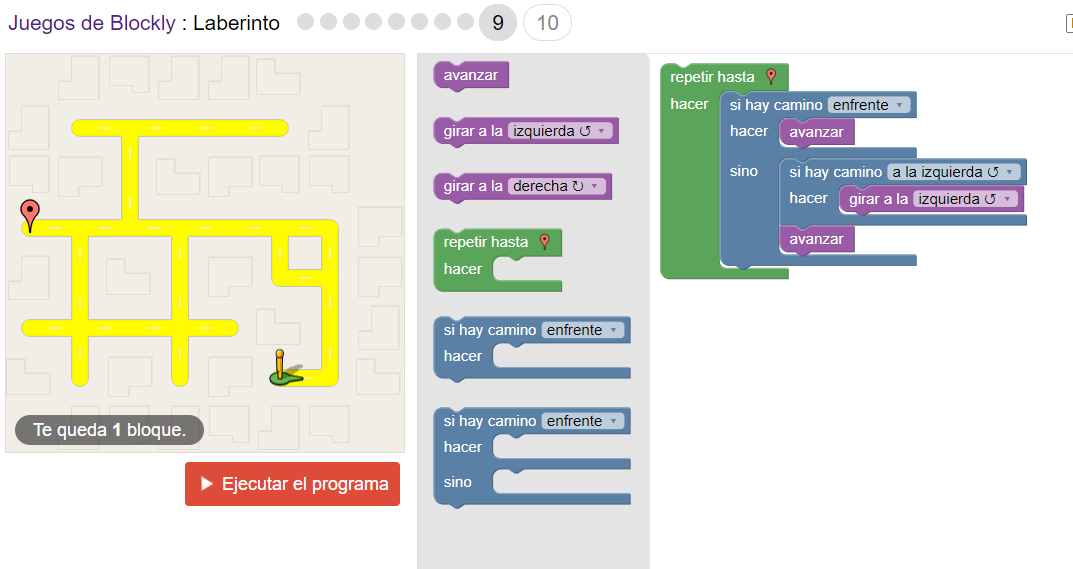 Juegos de Blockly : Laberinto 9 10
Te queda 1 bloque.
Ejecutar el programa
avanzar
girar a la izquierda ↺
girar a la derecha ↻
repetir hasta
hacer
si hay camino enfrente
hacer
si hay camino enfrente
hacer
sino
repetir hasta
hacer
si hay camino enfrente
hacer avanzar
sino
si hay camino a la izquierda ↺
hacer girar a la izquierda ↺
avanzar